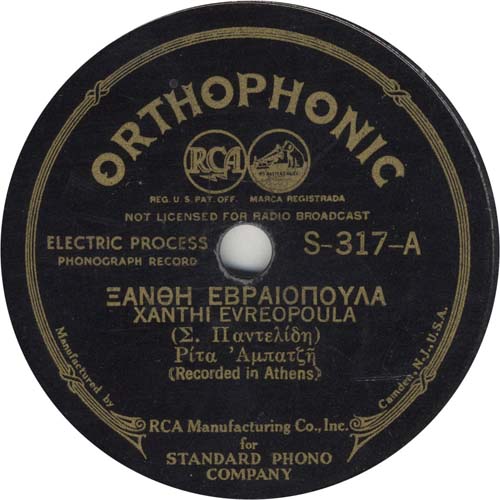 ORTHOPHONIC
RCA
HIS MASTER'S VOICE
REG. U.S. PAT. OFF. MARCA REGISTRADA
NOT LICENSED FOR RADIO BROADCAST
ELECTRIC PROCESS
PHONOGRAPH RECORD
S-317-A
ΞΑΝΘΗ ΕΒΡΑΙΟΠΟΥΛΑ
XANTHI EVREOPOULA
(Σ. Παντελίδη)
Ρίτα Ἀμπατζῆ
(Recorded in Athens)
Manufactured by
RCA Manufacturing Co., Inc.
Camden, N.J., U.S.A.
for
STANDARD PHONO
COMPANY